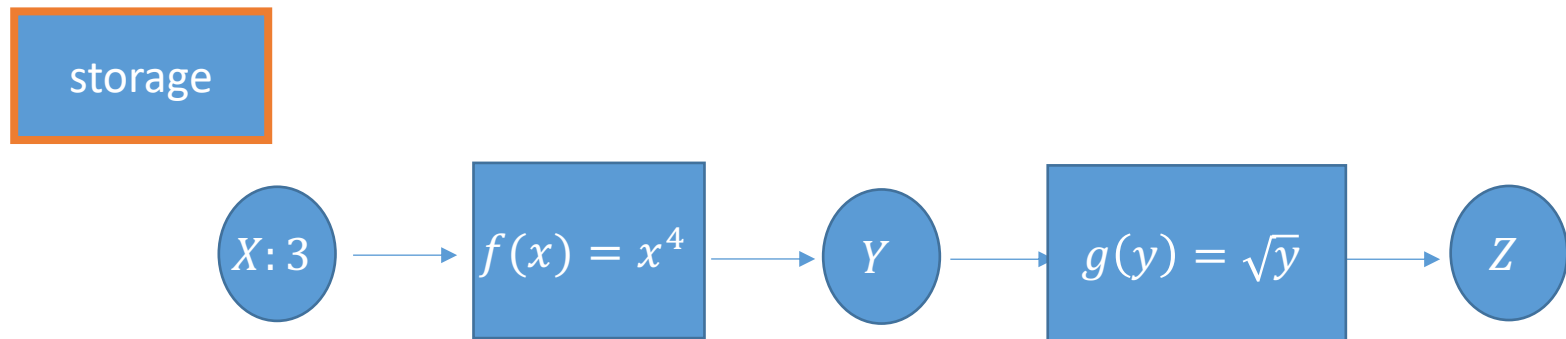 storage
X: 3
f(x) = x⁴
Y
g(y) = √y
Z